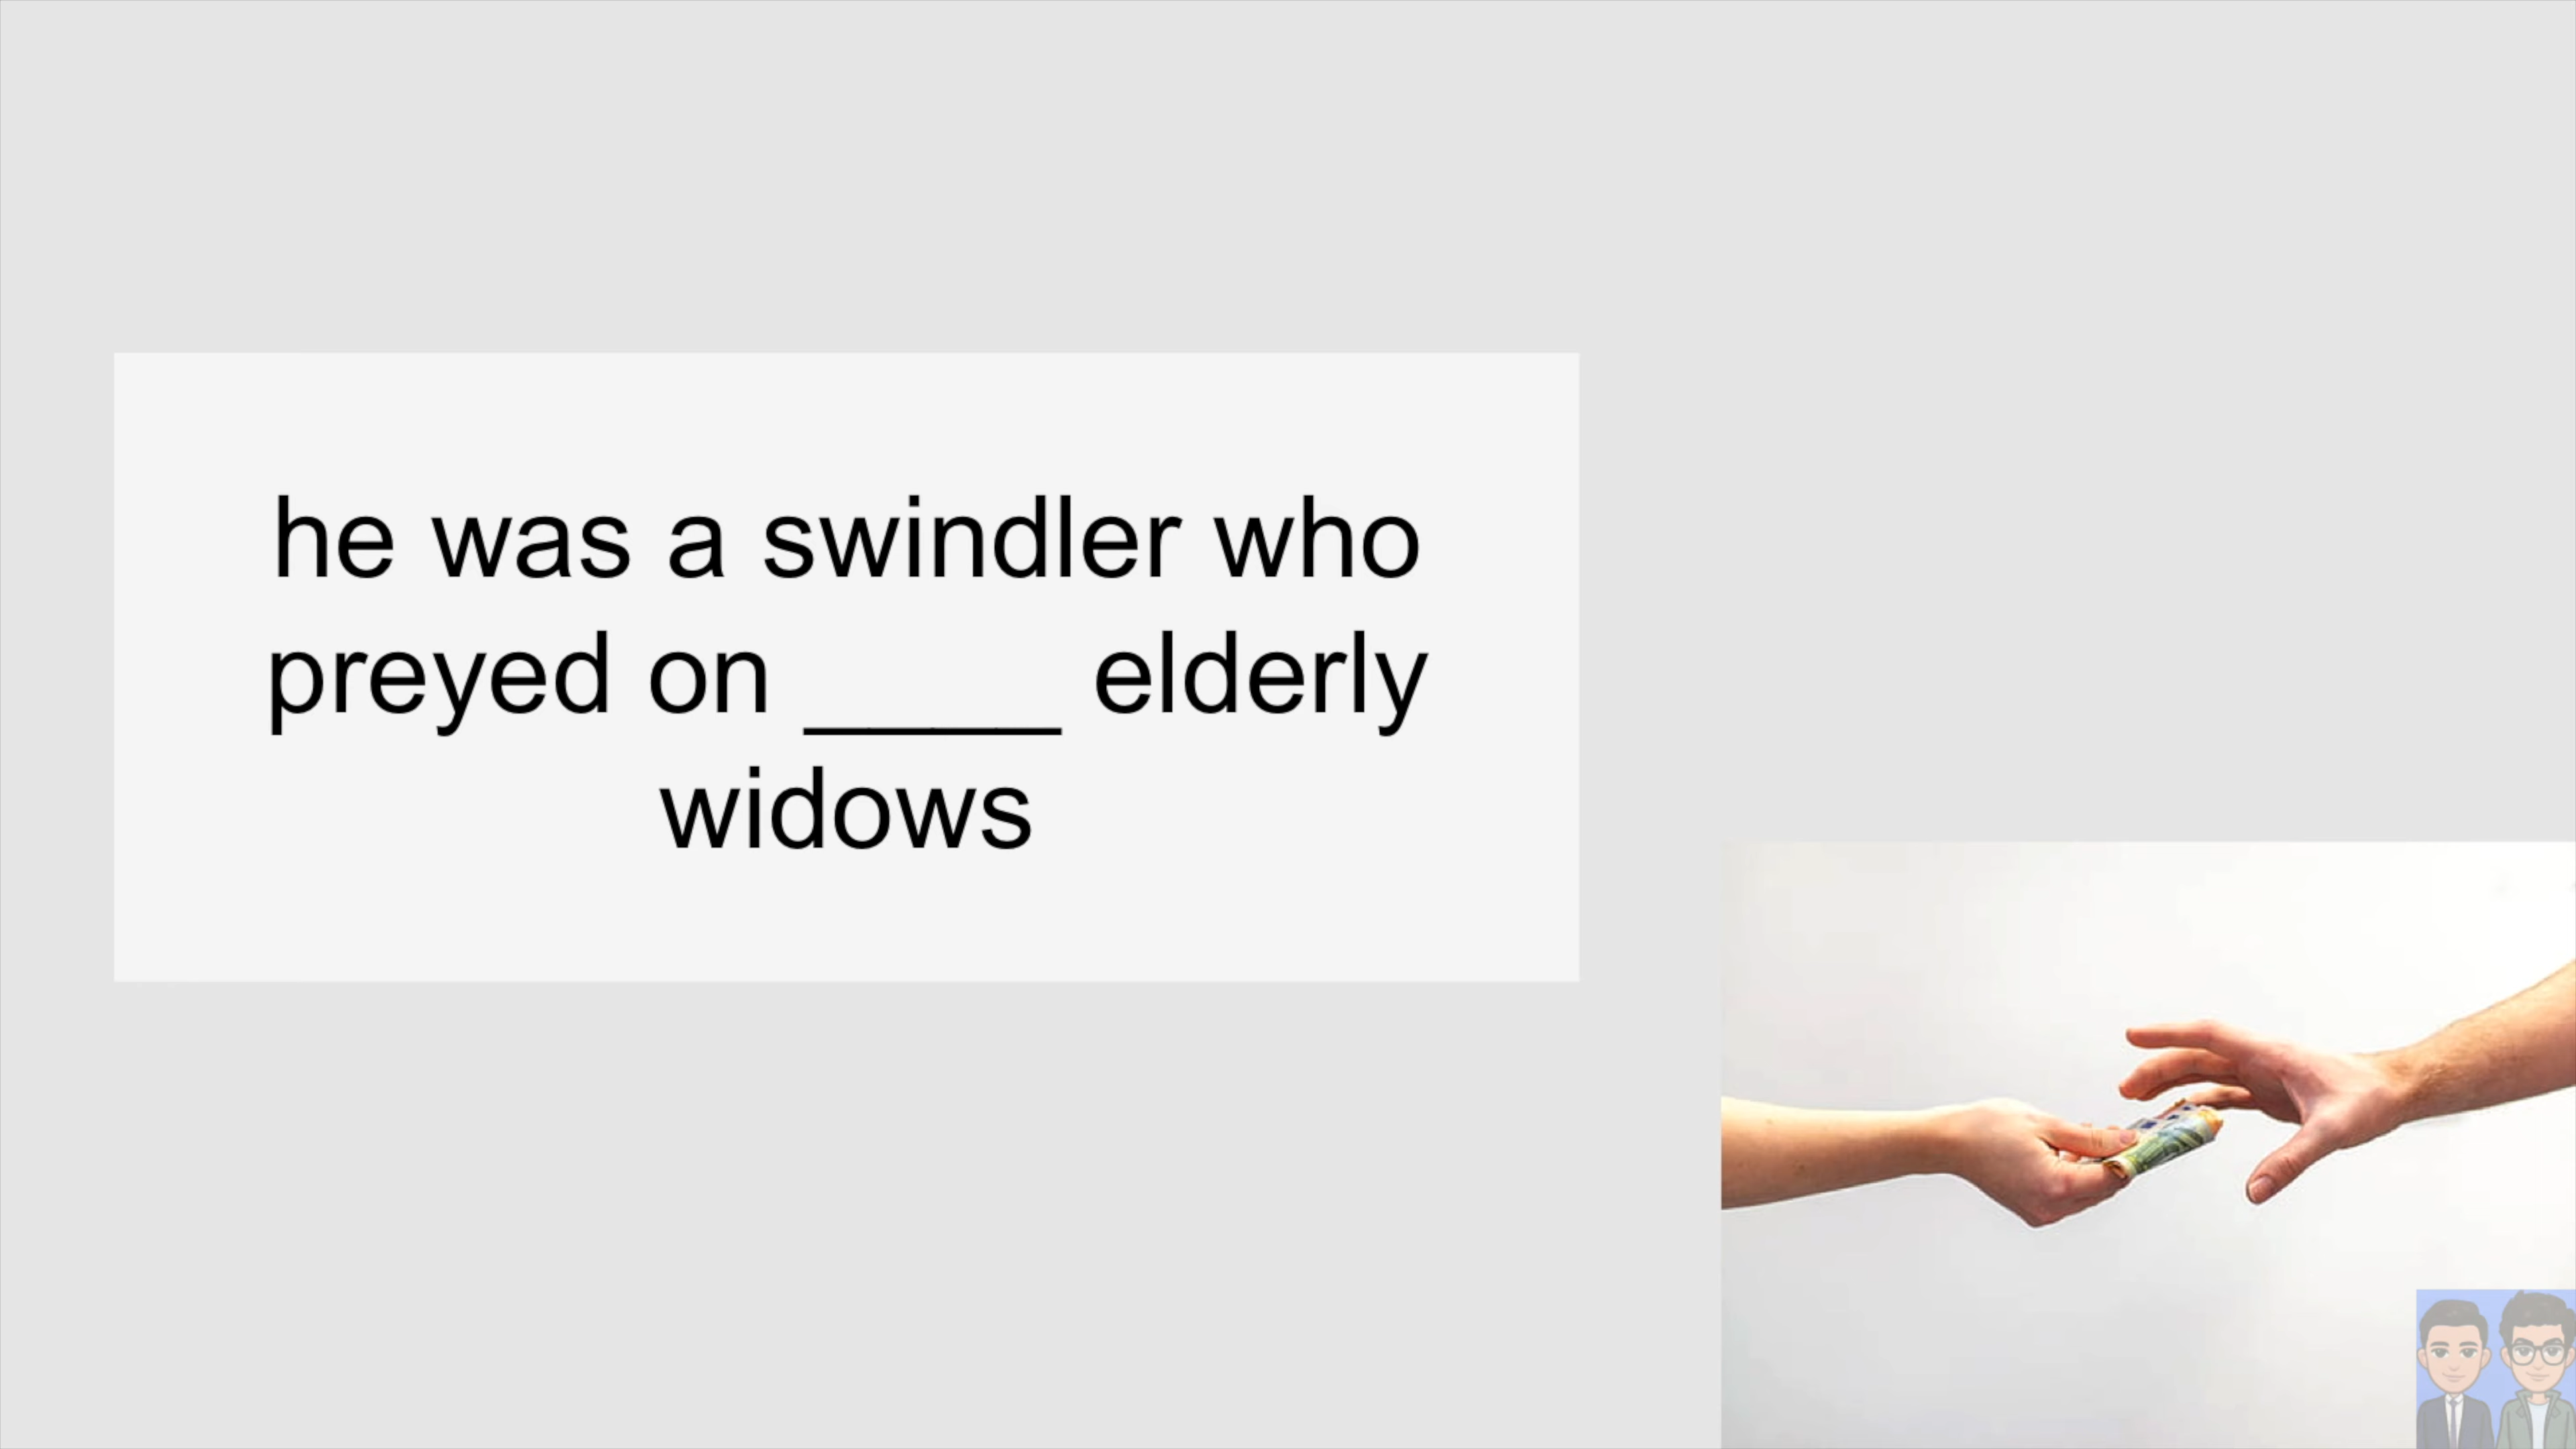 he was a swindler who
preyed on _____ elderly
widows